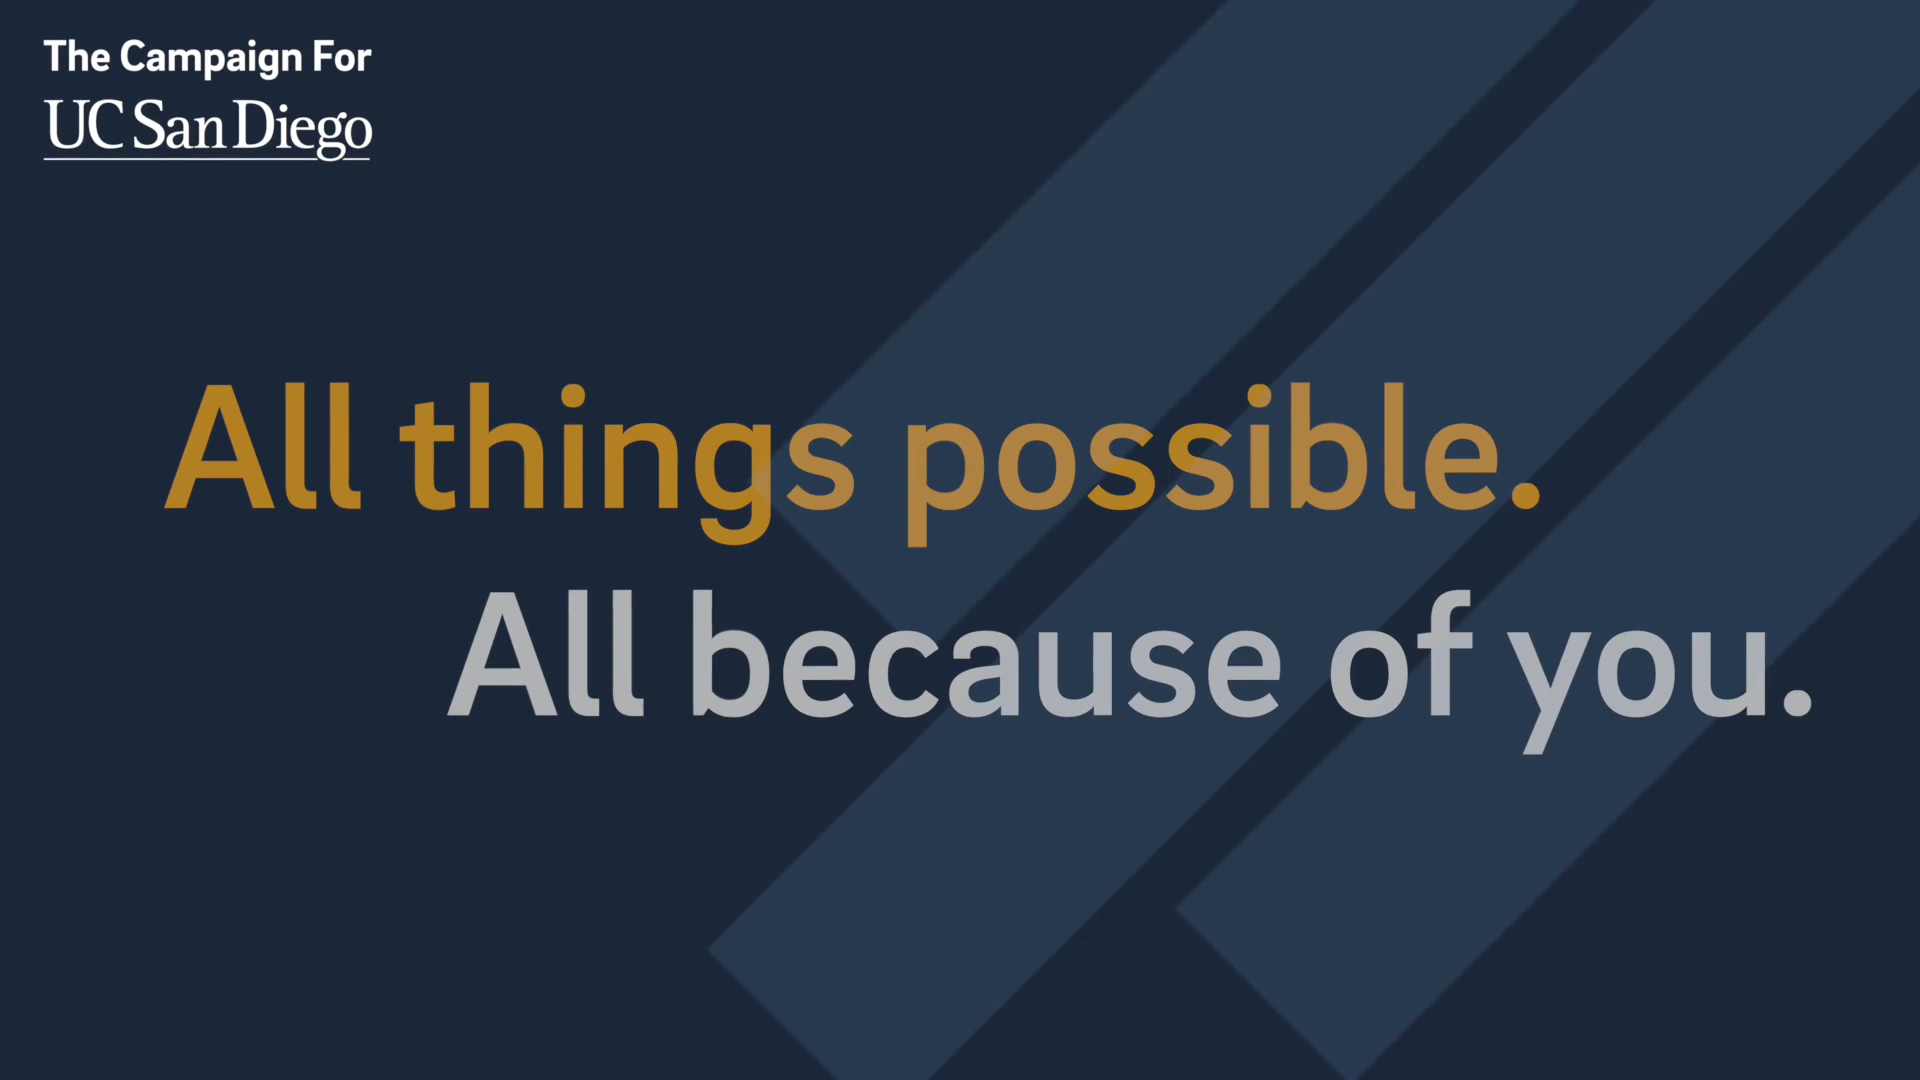 The Campaign For
UC San Diego
All things possible.
All because of you.